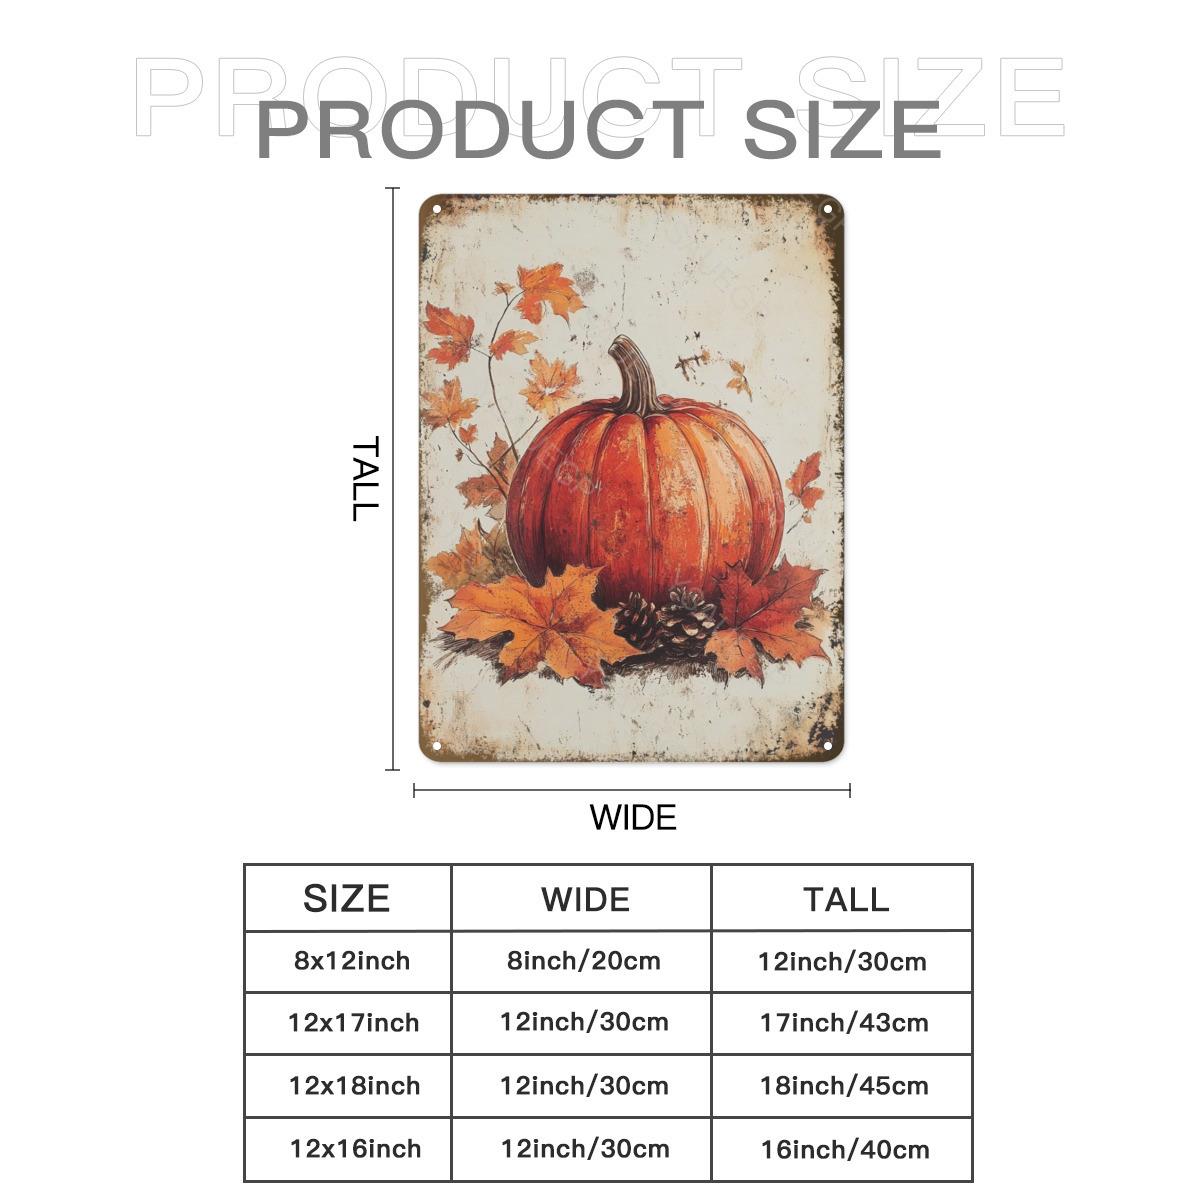 PRODUCT SIZE
PRODUCT SIZE
TALL
WIDE
SIZE WIDE TALL
8x12inch 8inch/20cm 12inch/30cm
12x17inch 12inch/30cm 17inch/43cm
12x18inch 12inch/30cm 18inch/45cm
12x16inch 12inch/30cm 16inch/40cm